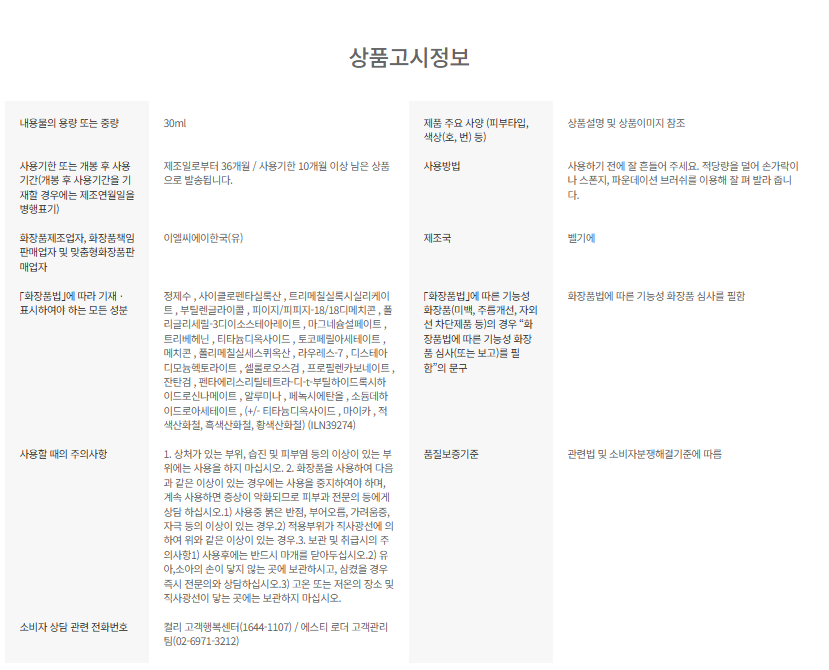 상품고시정보
내용물의 용량 또는 중량
30ml
제품 주요 사양 (피부타입,
색상(호, 번) 등)
상품설명 및 상품이미지 참조
사용기한 또는 개봉 후 사용
기간(개봉 후 사용기간을 기
재할 경우에는 제조연월일을
병행표기)
제조일로부터 36개월 / 사용기한 10개월 이상 남은 상품
으로 발송됩니다.
사용방법
사용하기 전에 잘 흔들어 주세요. 적당량을 덜어 손가락이
나 스폰지, 파운데이션 브러쉬를 이용해 잘 펴 발라 줍니
다.
화장품제조업자, 화장품책임
판매업자 및 맞춤형화장품판
매업자
이엘씨에이한국(유)
제조국
벨기에
「화장품법」에 따라 기재 ·
표시하여야 하는 모든 성분
정제수 , 사이클로펜타실록산 , 트리메칠실록시실리케이
트 , 부틸렌글라이콜 , 피이지/피피지-18/18디메치콘 , 폴
리글리세릴-3디이소스테아레이트 , 마그네슘설페이트 ,
트리베헤닌 , 티타늄디옥사이드 , 토코페릴아세테이트 ,
메치콘 , 폴리메칠실세스퀴옥산 , 라우레스-7 , 디스테아
디모늄헥토라이트 , 셀룰로오스검 , 프로필렌카보네이트 ,
잔탄검 , 펜타에리스리틸테트라-디-t-부틸하이드록시하
이드로신나메이트 , 알루미나 , 페녹시에탄올 , 소듐데하
이드로아세테이트 , (+/- 티타늄디옥사이드 , 마이카 , 적
색산화철, 흑색산화철, 황색산화철) (ILN39274)
「화장품법」에 따른 기능성
화장품(미백, 주름개선, 자외
선 차단제품 등)의 경우 “화
장품법에 따른 기능성 화장
품 심사(또는 보고)를 필
함”의 문구
화장품법에 따른 기능성 화장품 심사를 필함
사용할 때의 주의사항
1. 상처가 있는 부위, 습진 및 피부염 등의 이상이 있는 부
위에는 사용을 하지 마십시오. 2. 화장품을 사용하여 다음
과 같은 이상이 있는 경우에는 사용을 중지하여야 하며,
계속 사용하면 증상이 악화되므로 피부과 전문의 등에게
상담 하십시오.1) 사용중 붉은 반점, 부어오름, 가려움증,
자극 등의 이상이 있는 경우.2) 적용부위가 직사광선에 의
하여 위와 같은 이상이 있는 경우.3. 보관 및 취급시의 주
의사항1) 사용후에는 반드시 마개를 닫아두십시오.2) 유
아,소아의 손이 닿지 않는 곳에 보관하시고, 삼켰을 경우
즉시 전문의와 상담하십시오.3) 고온 또는 저온의 장소 및
직사광선이 닿는 곳에는 보관하지 마십시오.
품질보증기준
관련법 및 소비자분쟁해결기준에 따름
소비자 상담 관련 전화번호
컬리 고객행복센터(1644-1107) / 에스티 로더 고객관리
팀(02-6971-3212)